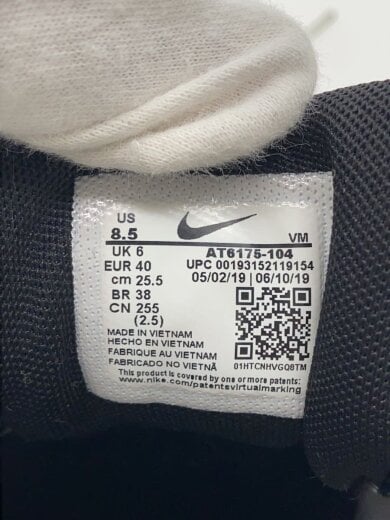 US
8.5
VM
UK 6
EUR 40
cm 25.5
BR 38
CN 255
(2.5)
AT6175-104
UPC 00193152119154
05/02/19 | 06/10/19
01HTCNHVGQ8TM
MADE IN VIETNAM
HECHO EN VIETNAM
FABRIQUE AU VIETNAM
FABRICADO NO VIETNÃ
This product is covered by one or more patents:
www.nike.com/patentsvirtualmarking